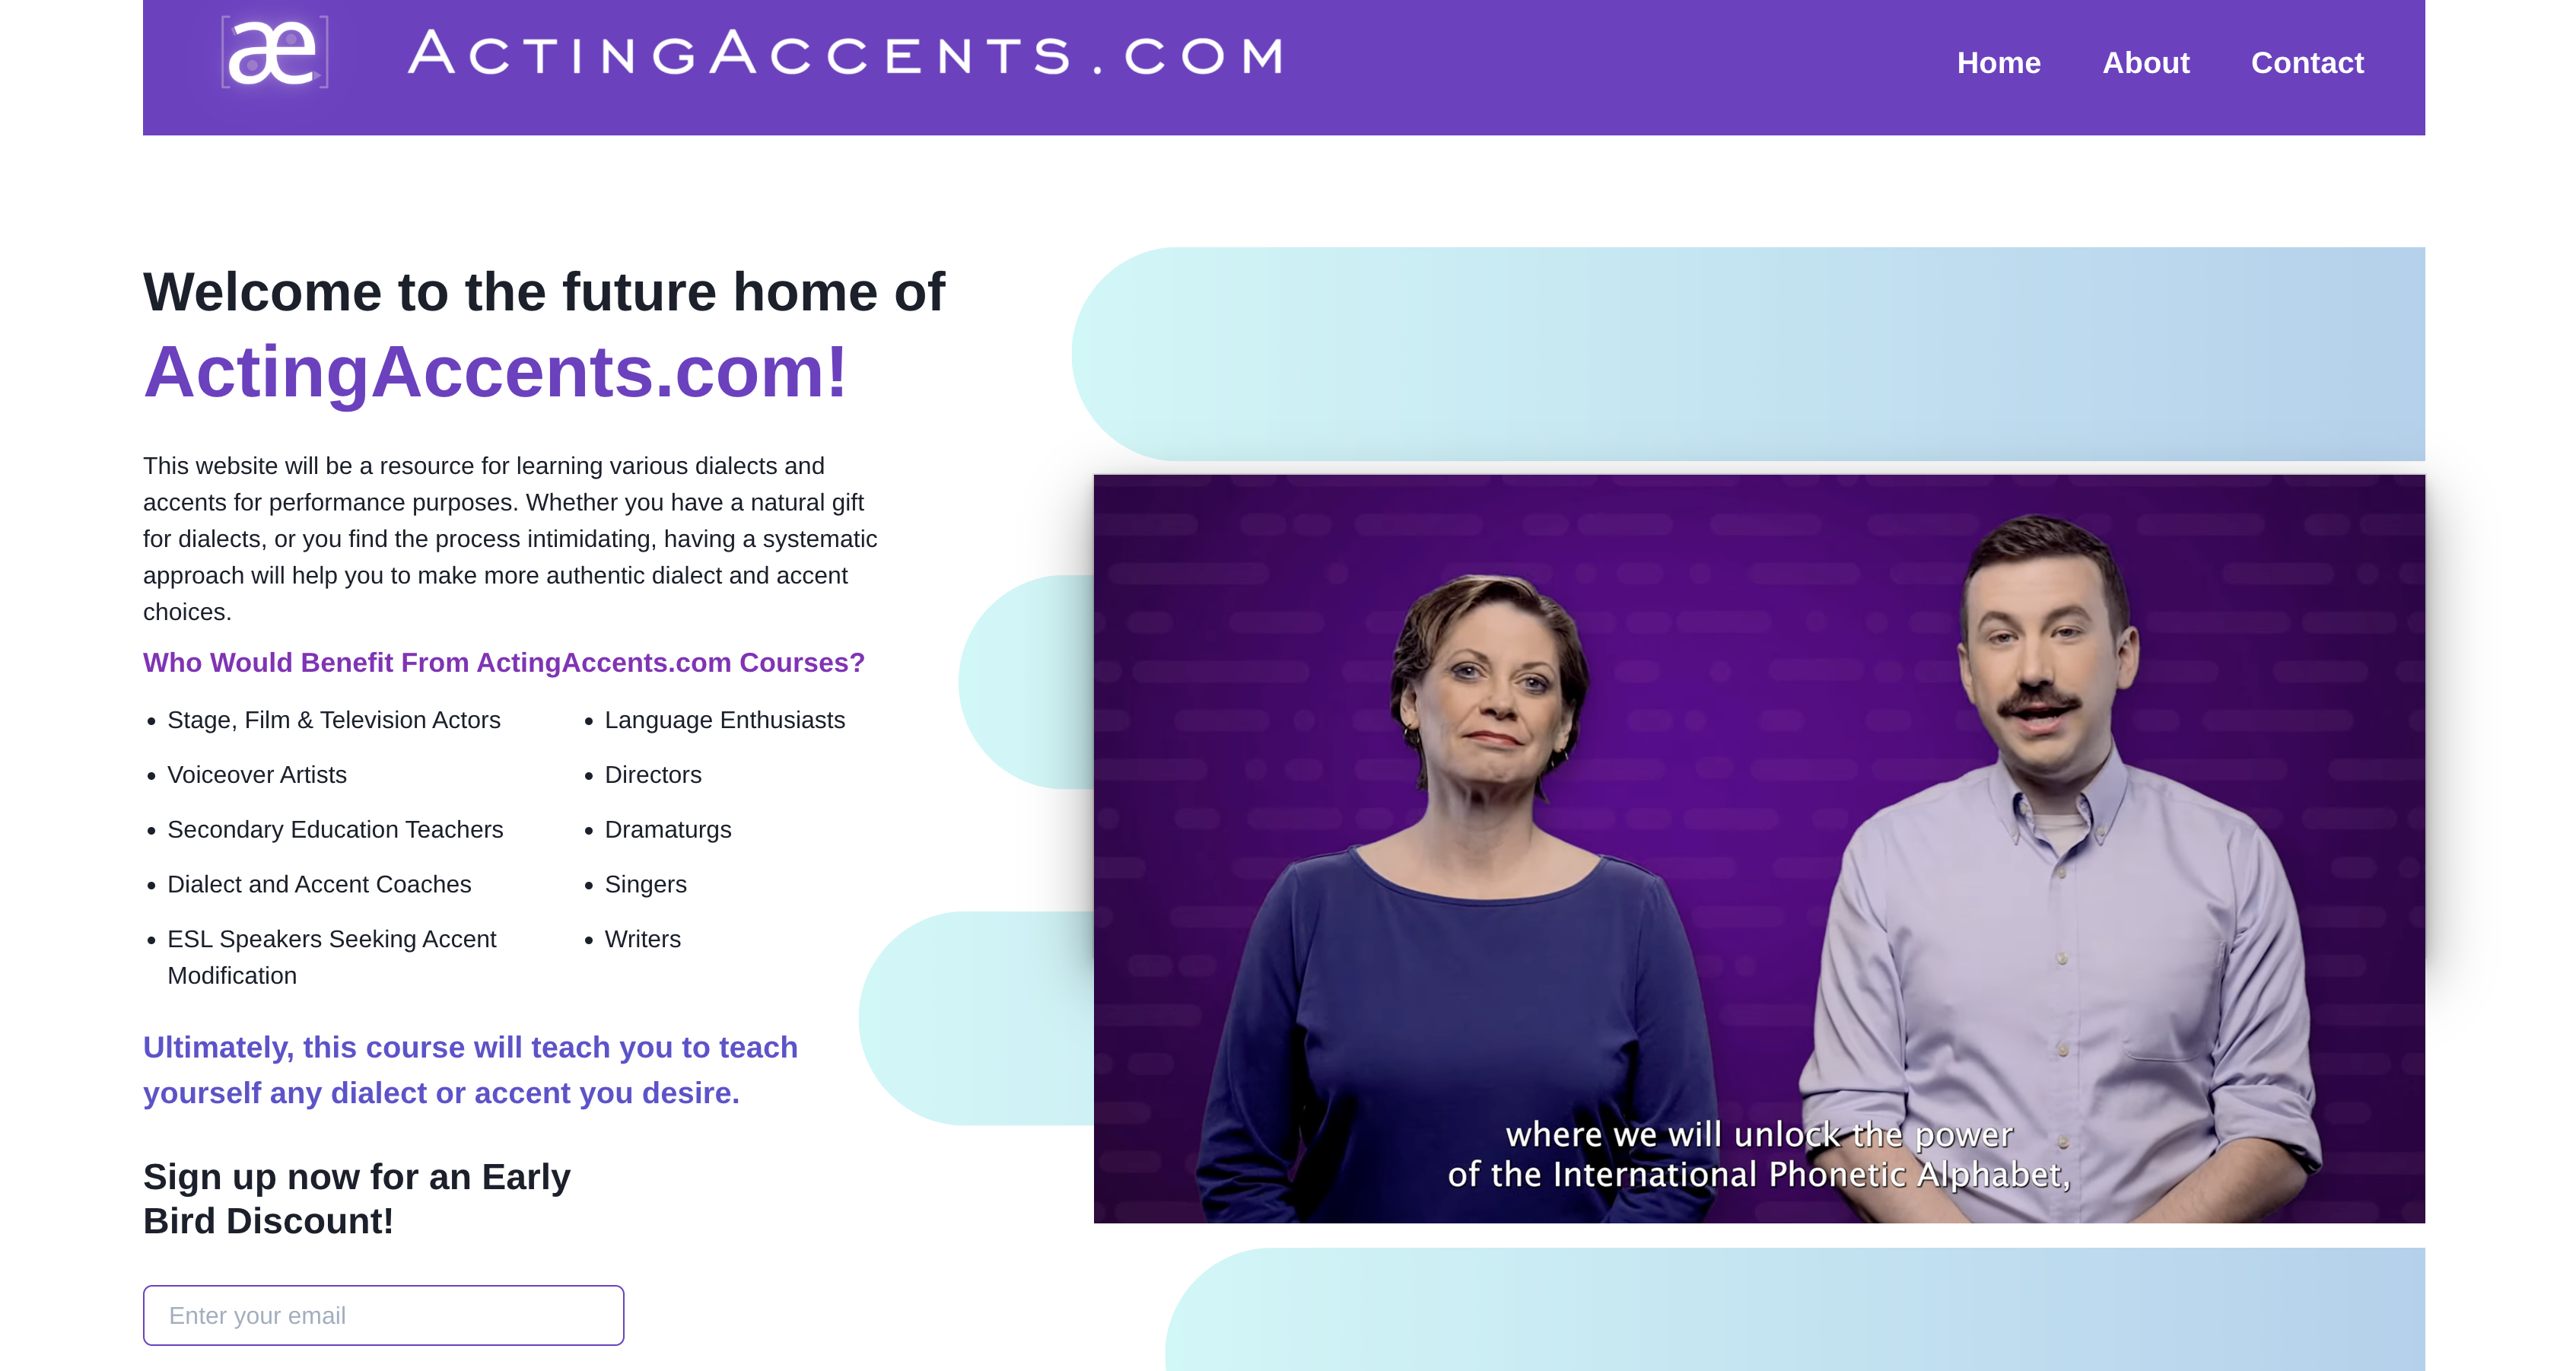 [æ]
ACTINGACCENTS.COM
Home About Contact
Welcome to the future home of
ActingAccents.com!
This website will be a resource for learning various dialects and
accents for performance purposes. Whether you have a natural gift
for dialects, or you find the process intimidating, having a systematic
approach will help you to make more authentic dialect and accent
choices.
Who Would Benefit From ActingAccents.com Courses?
• Stage, Film & Television Actors
• Voiceover Artists
• Secondary Education Teachers
• Dialect and Accent Coaches
• ESL Speakers Seeking Accent
Modification
• Language Enthusiasts
• Directors
• Dramaturgs
• Singers
• Writers
Ultimately, this course will teach you to teach
yourself any dialect or accent you desire.
Sign up now for an Early
Bird Discount!
Enter your email
where we will unlock the power
of the International Phonetic Alphabet,